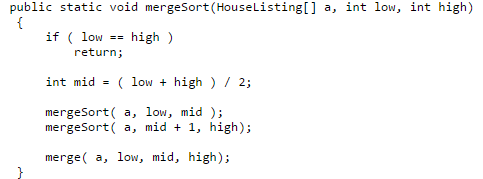 public static void mergeSort(HouseListing[] a, int low, int high)
{
if ( low == high )
return;
int mid = ( low + high ) / 2;
mergeSort( a, low, mid );
mergeSort( a, mid + 1, high);
merge( a, low, mid, high);
}